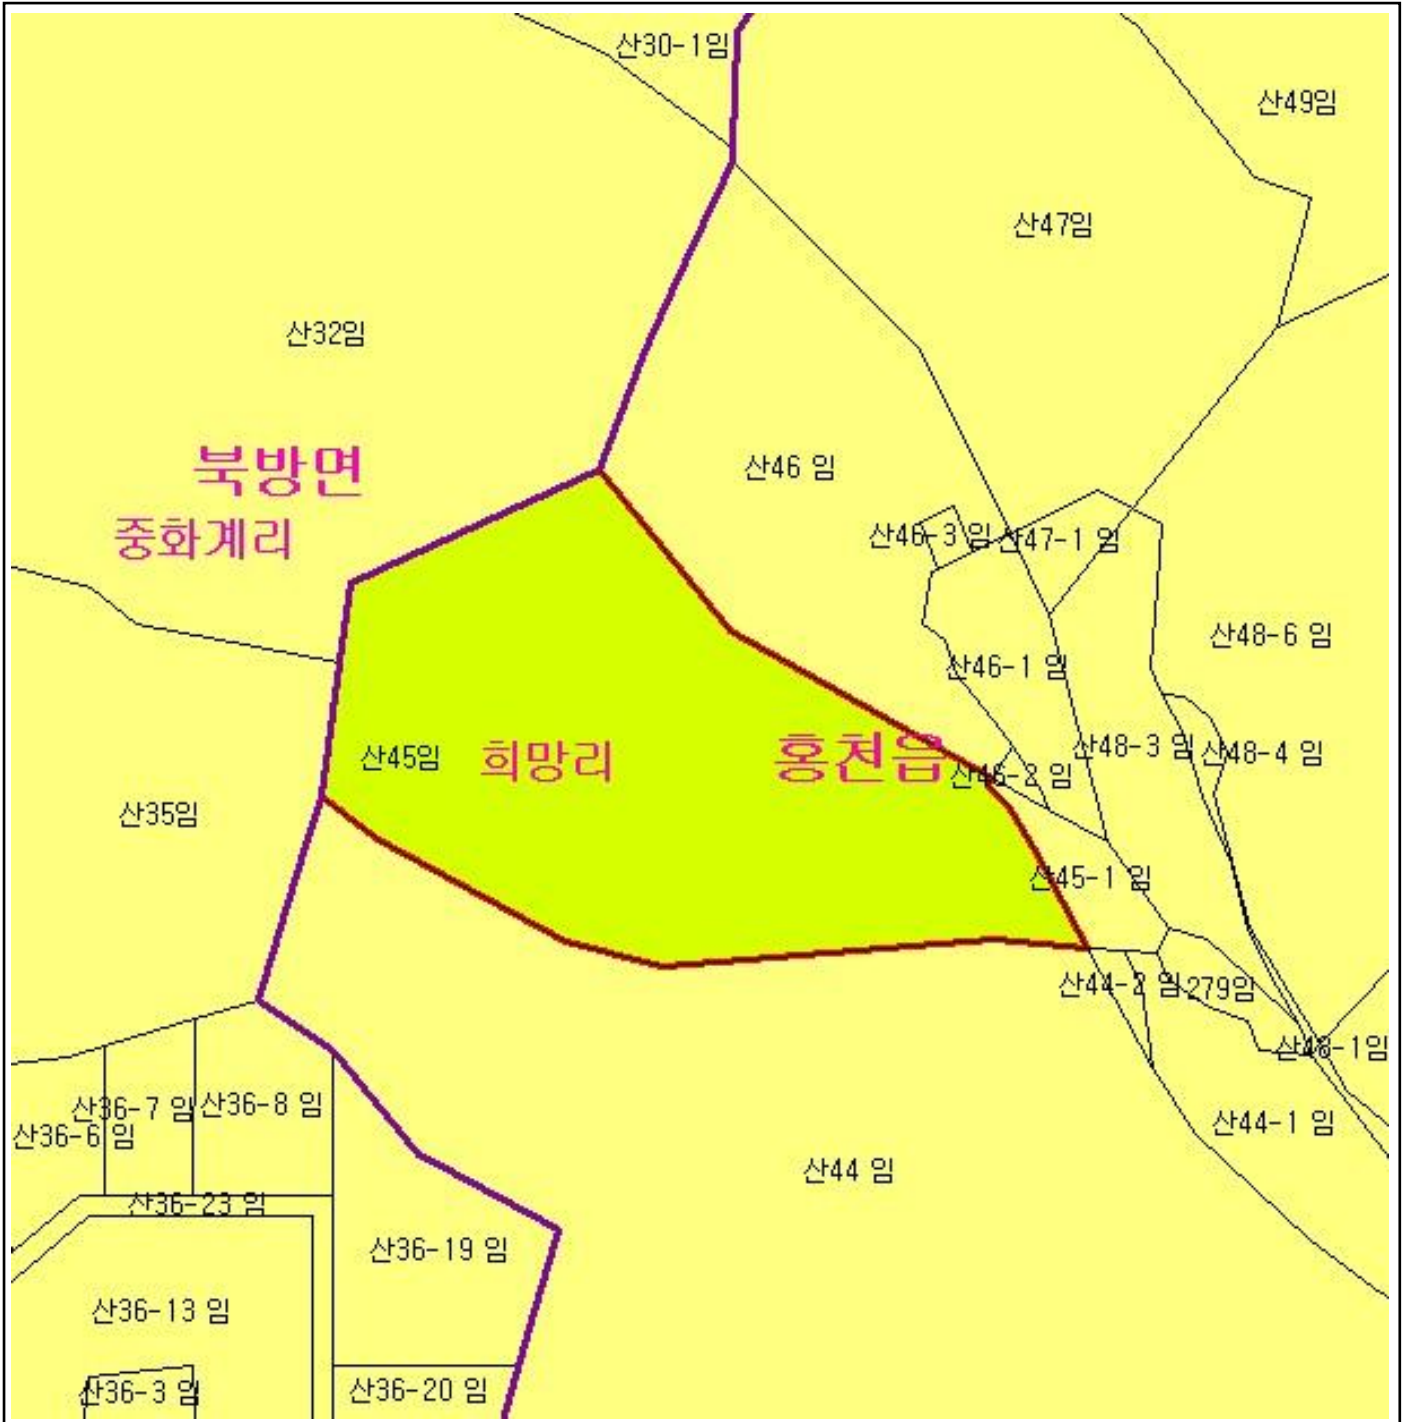 산30-1임
산49임
산47임
산32임
북방면
산46 임
중화계리
산46-3 임
산47-1 임
산48-6 임
산46-1 임
산48-3 임
산48-4 임
산45임
희망리
홍천읍
산46-2 임
산35임
산45-1 임
산44-2 임
279임
산48-1임
산36-7 임
산36-8 임
산36-6 임
산44-1 임
산44 임
산36-23 임
산36-19 임
산36-13 임
산36-3 임
산36-20 임